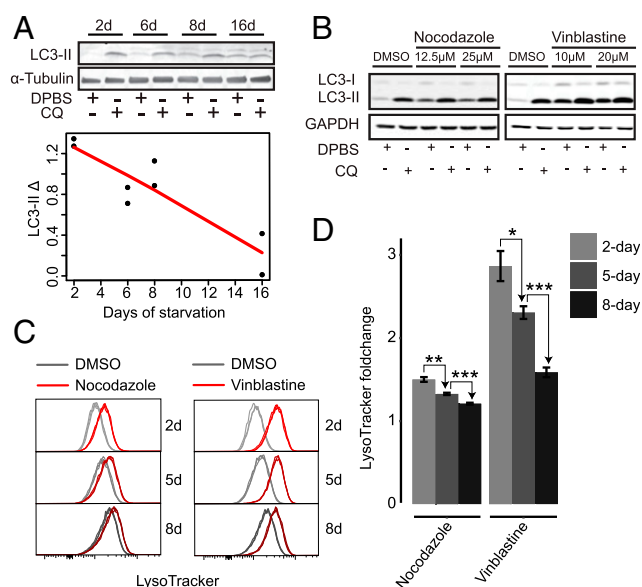 A
2d 6d 8d 16d
LC3-II
α-Tubulin
DPBS + - + - + - + -
CQ - + - + - + - +
LC3-II Δ
0.0 0.4 0.8 1.2
2 4 6 8 10 12 14 16
Days of starvation
B
Nocodazole Vinblastine
DMSO 12.5µM 25µM DMSO 10µM 20µM
LC3-I
LC3-II
GAPDH
DPBS + - + - + - + - + - + -
CQ - + - + - + - + - + - +
C
DMSO DMSO
Nocodazole Vinblastine
2d 2d
5d 5d
8d 8d
LysoTracker
D
2-day
5-day
8-day
LysoTracker foldchange
0 1 2 3
** *** * ***
Nocodazole
Vinblastine